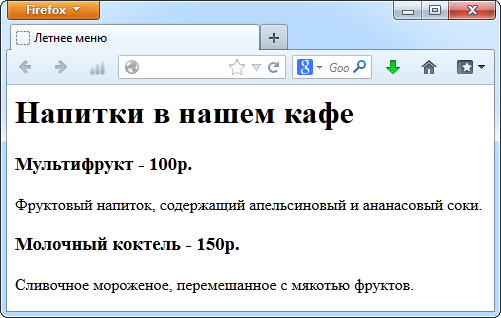 Firefox
Летнее меню
Goo
Напитки в нашем кафе
Мультифрукт - 100р.
Фруктовый напиток, содержащий апельсиновый и ананасовый соки.
Молочный коктель - 150р.
Сливочное мороженое, перемешанное с мякотью фруктов.